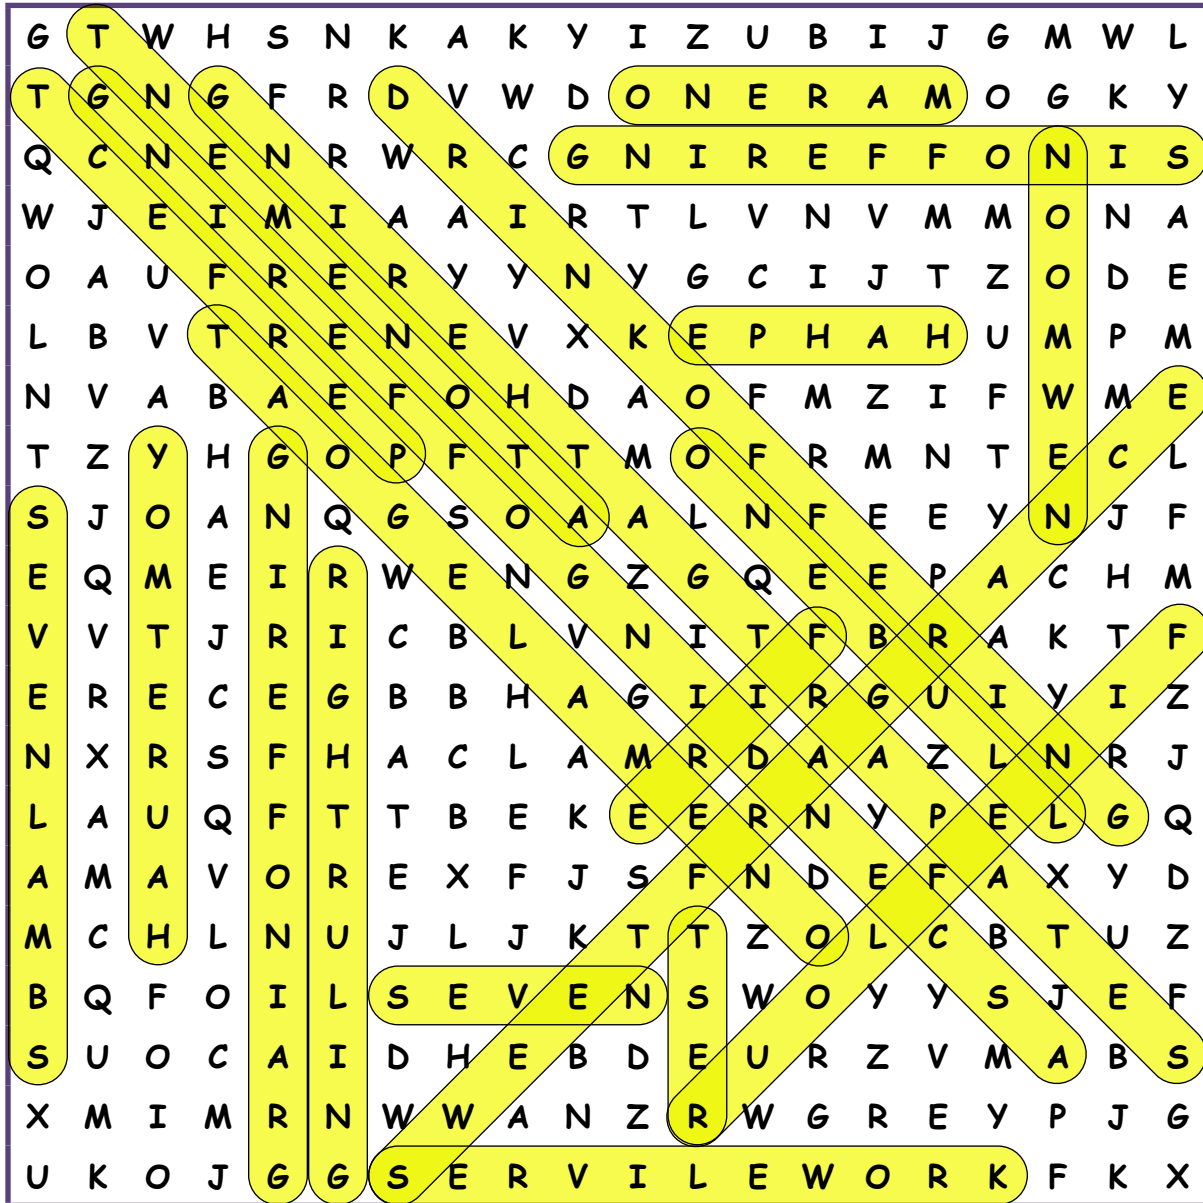 G T W H S N K A K Y I Z U B I J G M W L
T G N G F R D V W D O N E R A M O G K Y
Q C N E N R W R C G N I R E F F O N I S
W J E I M I A A I R T L V N V M M O N A
O A U F R E R Y Y N Y G C I J T Z O D E
L B V T R E N E V X K E P H A H U M P M
N V A B A E F O H D A O F M Z I F W M E
T Z Y H G O P F T T M O F R M N T E C L
S J O A N Q G S O A A L N F E E Y N J F
E Q M E I R W E N G Z G Q E E P A C H M
V V T J R I C B L V N I T F B R A K T F
E R E C E G B B H A G I I R G U I Y I Z
N X R S F H A C L A M R D A A Z L N R J
L A U Q F T T B E K E E R N Y P E L G Q
A M A V O R E X F J S F N D E F A X Y D
M C H L N U J L J K T T Z O L C B T U Z
B Q F O I L S E V E N S W O Y Y S J E F
S U O C A I D H E B D E U R Z V M A B S
X M I M R N W W A N Z R W G R E Y P J G
U K O J G G S E R V I L E W O R K F K X